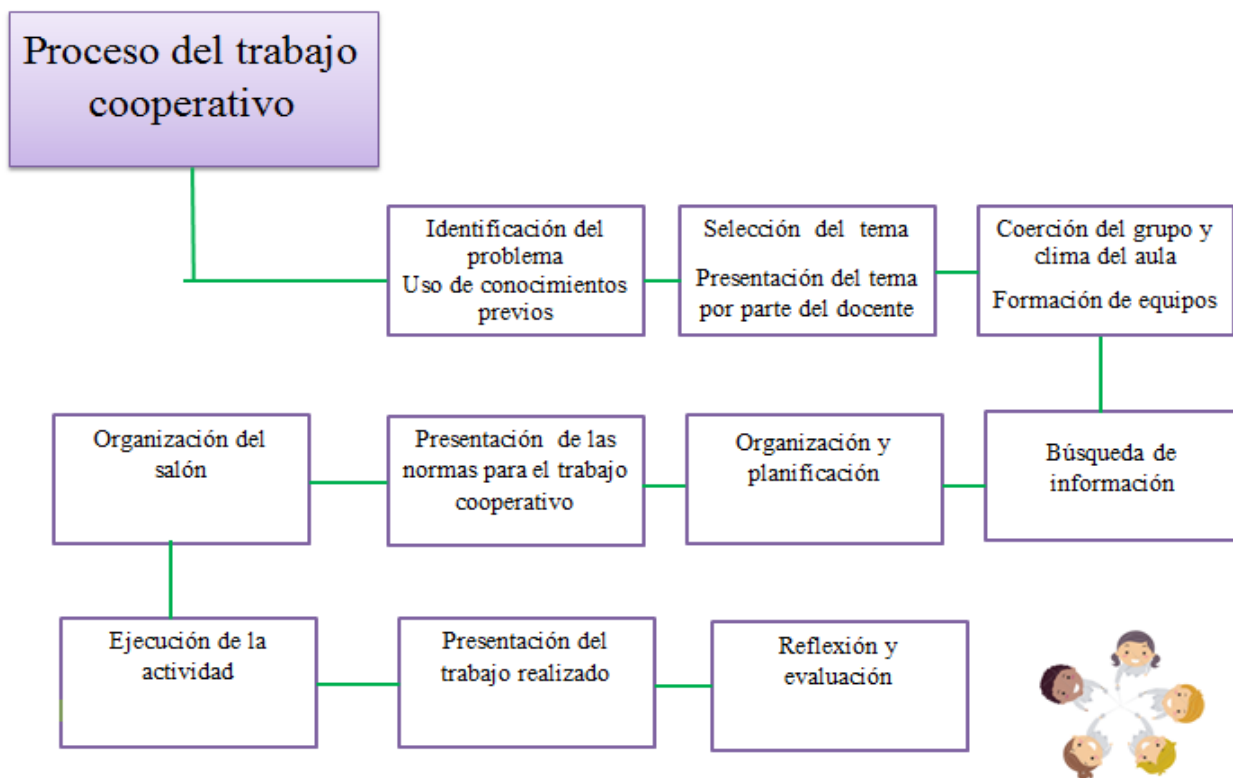 Proceso del trabajo
cooperativo
Identificación del
problema
Uso de conocimientos
previos
Selección del tema
Presentación del tema
por parte del docente
Coerción del grupo y
clima del aula
Formación de equipos
Búsqueda de
información
Organización y
planificación
Presentación de las
normas para el trabajo
cooperativo
Organización del
salón
Ejecución de la
actividad
Presentación del
trabajo realizado
Reflexión y
evaluación